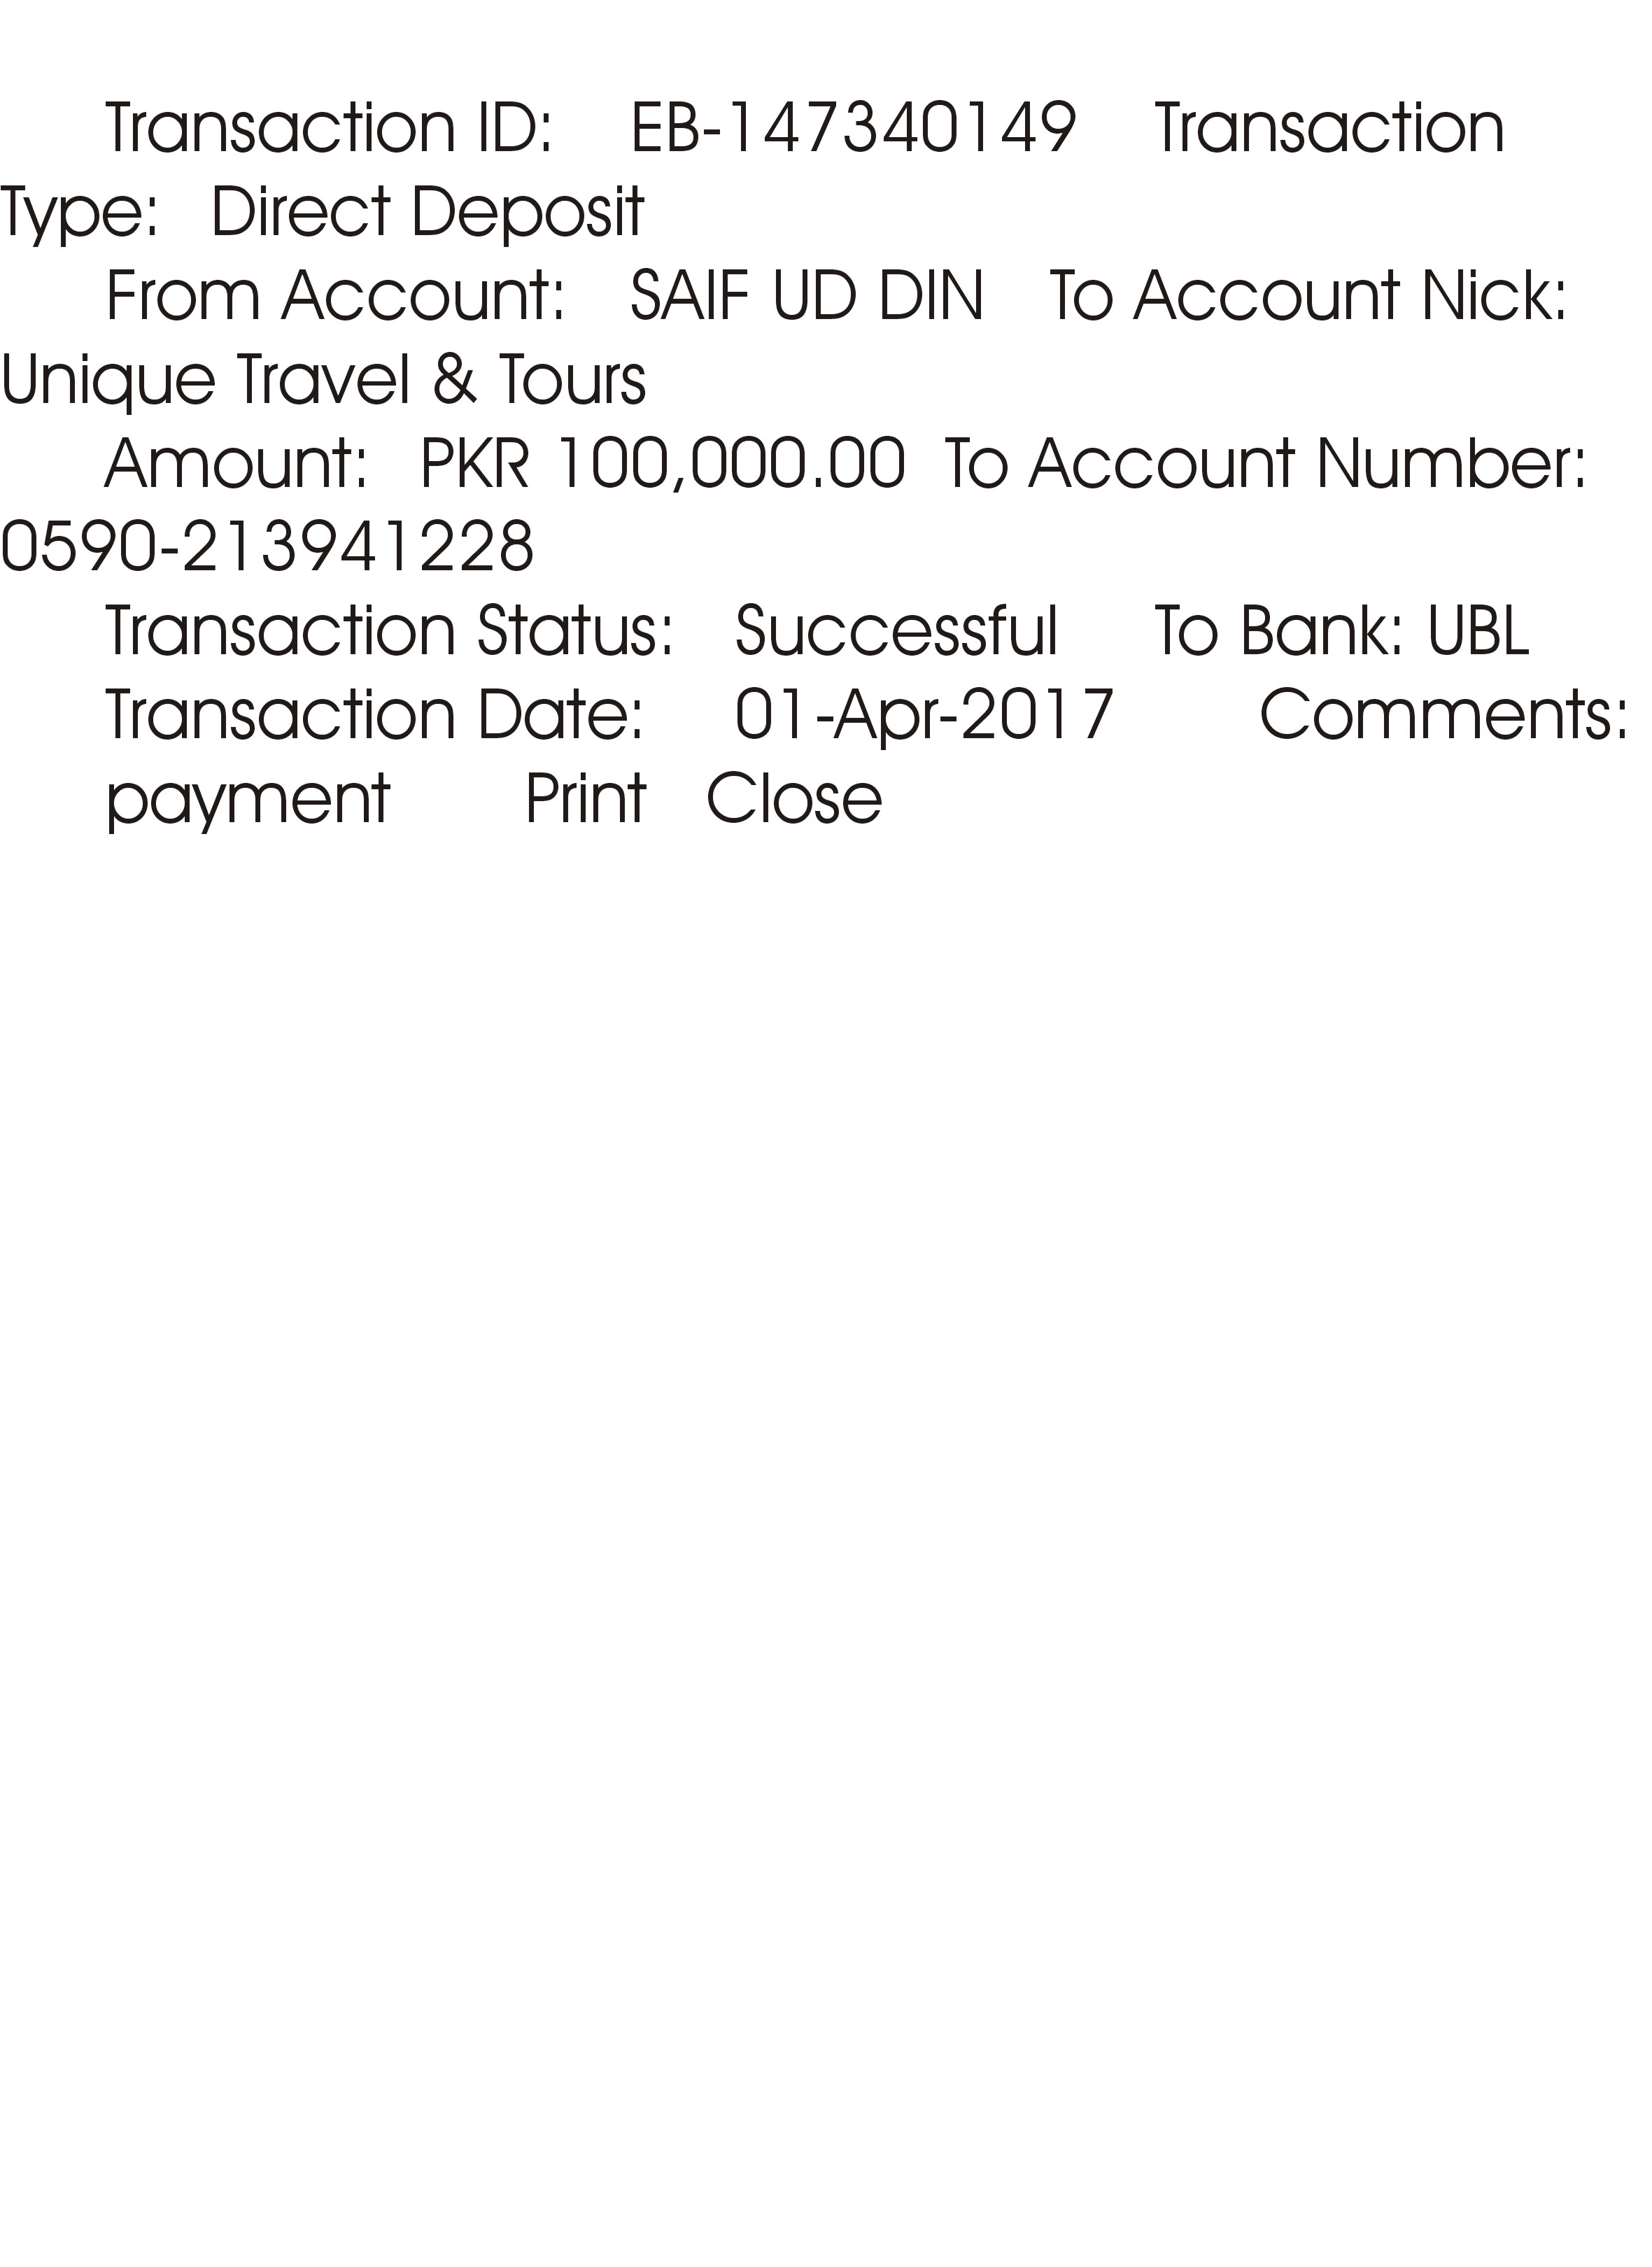 Transaction ID: EB-147340149 Transaction
Type: Direct Deposit
From Account: SAIF UD DIN To Account Nick:
Unique Travel & Tours
Amount: PKR 100,000.00 To Account Number:
0590-213941228
Transaction Status: Successful To Bank: UBL
Transaction Date: 01-Apr-2017 Comments:
payment Print Close